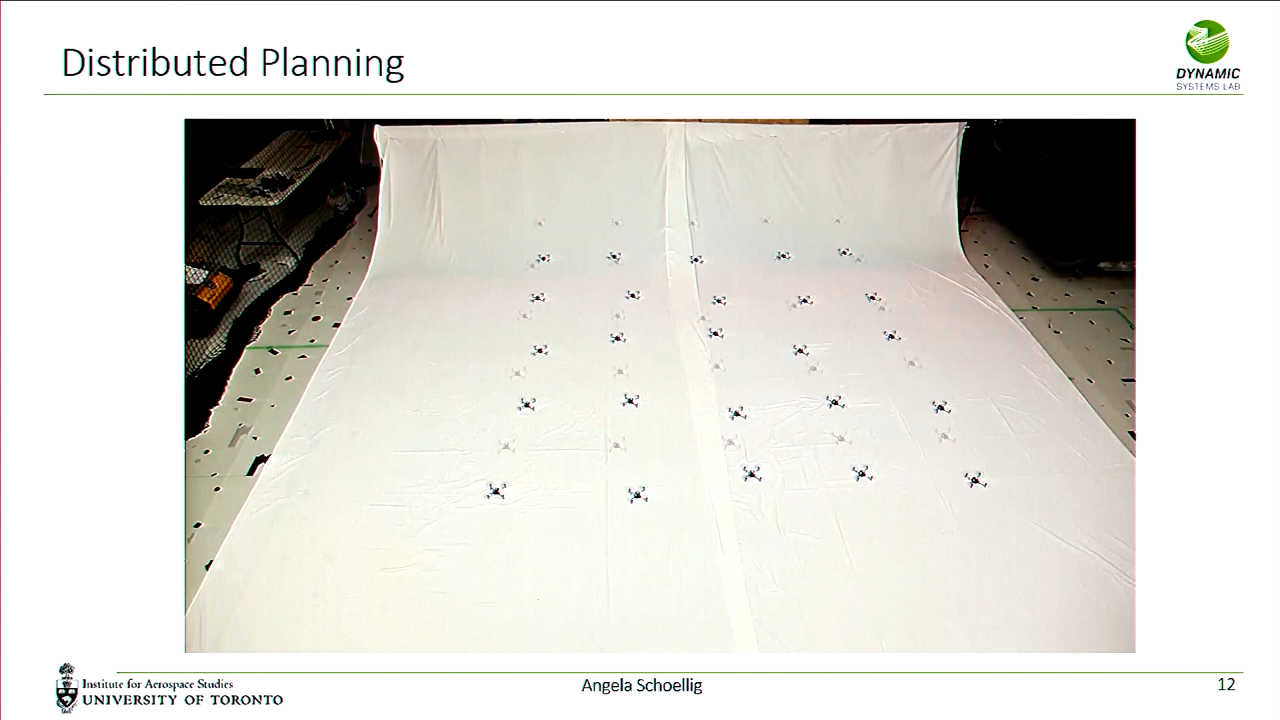 Distributed Planning
DYNAMIC
SYSTEMS LAB
Institute for Aerospace Studies
UNIVERSITY OF TORONTO
Angela Schoellig
12